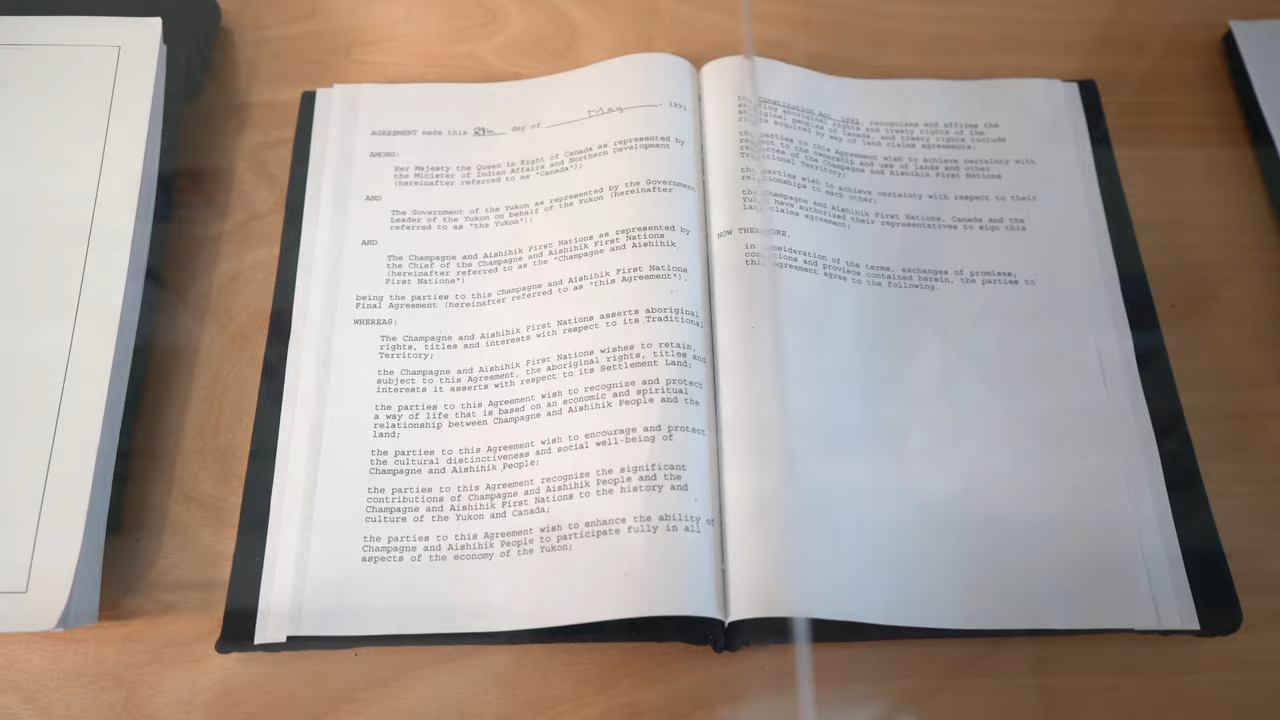 AGREEMENT made this 29th day of May, 1993.
AMONG:
Her Majesty the Queen in Right of Canada as represented by
the Minister of Indian Affairs and Northern Development
(hereinafter referred to as "Canada");
AND
The Government of the Yukon as represented by the Government
Leader of the Yukon on behalf of the Yukon (hereinafter
referred to as "the Yukon");
AND
The Champagne and Aishihik First Nations as represented by
the Chief of the Champagne and Aishihik First Nations
(hereinafter referred to as the "Champagne and Aishihik
First Nations")
being the parties to this Champagne and Aishihik First Nations
Final Agreement (hereinafter referred to as "this Agreement").
WHEREAS:
The Champagne and Aishihik First Nations asserts aboriginal
rights, titles and interests with respect to its Traditional
Territory;
the Champagne and Aishihik First Nations wishes to retain,
subject to this Agreement, the aboriginal rights, titles and
interests it asserts with respect to its Settlement Land;
the parties to this Agreement wish to recognize and protect
a way of life that is based on an economic and spiritual
relationship between Champagne and Aishihik People and the
land;
the parties to this Agreement wish to encourage and protect
the cultural distinctiveness and social well-being of
Champagne and Aishihik People;
the parties to this Agreement recognize the significant
contributions of Champagne and Aishihik People and the
Champagne and Aishihik First Nations to the history and
culture of the Yukon and Canada;
the parties to this Agreement wish to enhance the ability of
Champagne and Aishihik People to participate fully in all
aspects of the economy of the Yukon;
the Constitution Act, 1982, recognizes and affirms the
existing aboriginal rights and treaty rights of the
aboriginal peoples of Canada, and treaty rights include
rights acquired by way of land claims agreements;
the parties to this Agreement wish to achieve certainty with
respect to the ownership and use of lands and other
resources of the Champagne and Aishihik First Nations
Traditional Territory;
the parties wish to achieve certainty with respect to their
relationships to each other;
the Champagne and Aishihik First Nations, Canada and the
Yukon have authorized their representatives to sign this
land claims agreement;
NOW THEREFORE,
in consideration of the terms, exchanges of promises,
conditions and provisos contained herein, the parties to
this Agreement agree to the following.